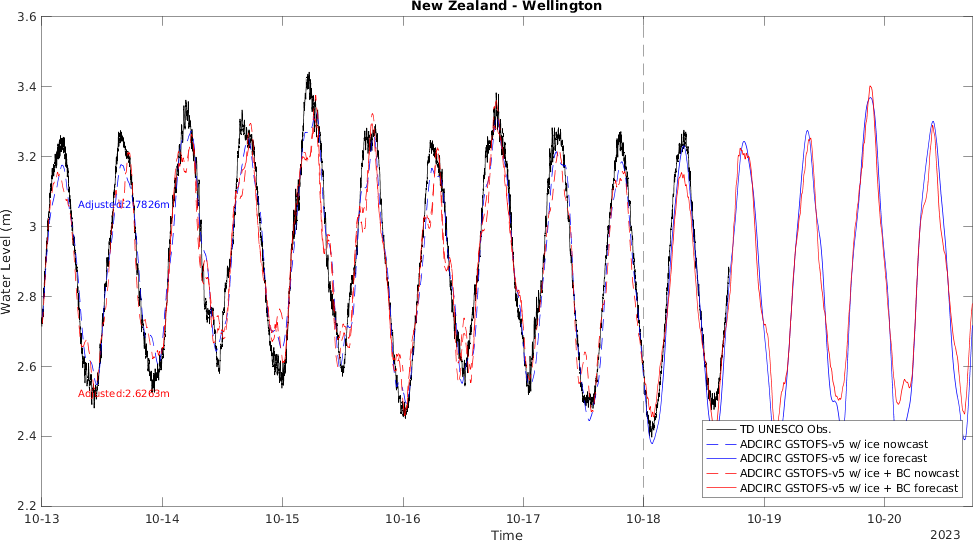 New Zealand - Wellington
3.6
3.4
3.2
3
2.8
2.6
2.4
2.2
Water Level (m)
Adjusted:2.7826m
Adjusted:2.6263m
TD UNESCO Obs.
ADCIRC GSTOFS-v5 w/ ice nowcast
ADCIRC GSTOFS-v5 w/ ice forecast
ADCIRC GSTOFS-v5 w/ ice + BC nowcast
ADCIRC GSTOFS-v5 w/ ice + BC forecast
10-13 10-14 10-15 10-16 10-17 10-18 10-19 10-20
Time
2023